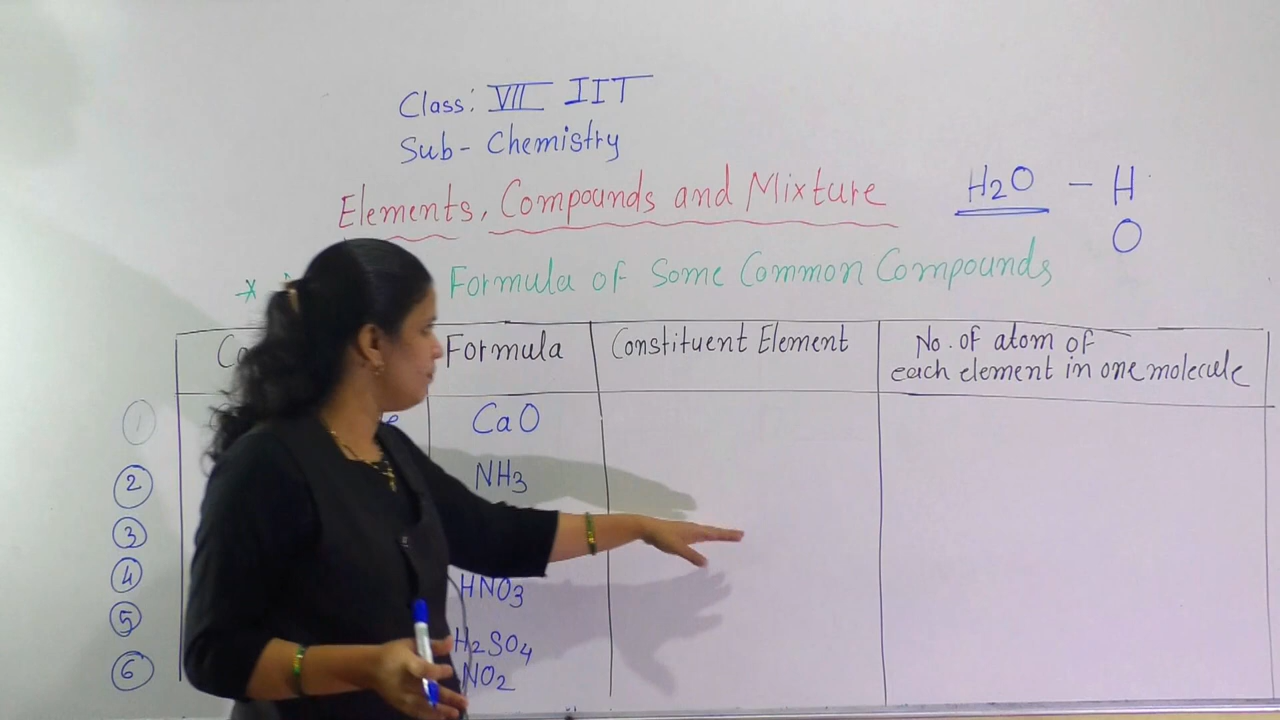 Class: VII IIT
Sub- Chemistry
Elements, Compounds and Mixture
H2O - H
O
* Formula of Some Common Compounds
Formula
Constituent Element
No. of atom of
each element in one molecule
1
CaO
2
NH3
3
4
HNO3
5
H2SO4
6
NO2